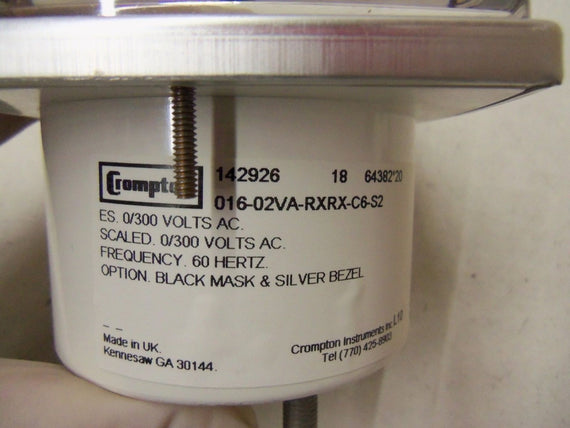 Crompton 142926 18 64382*20
016-02VA-RXRX-C6-S2
ES. 0/300 VOLTS AC.
SCALED. 0/300 VOLTS AC.
FREQUENCY. 60 HERTZ.
OPTION. BLACK MASK & SILVER BEZEL
Made in UK.
Kennesaw GA 30144.
Crompton Instruments Inc. L10
Tel (770) 425-8903